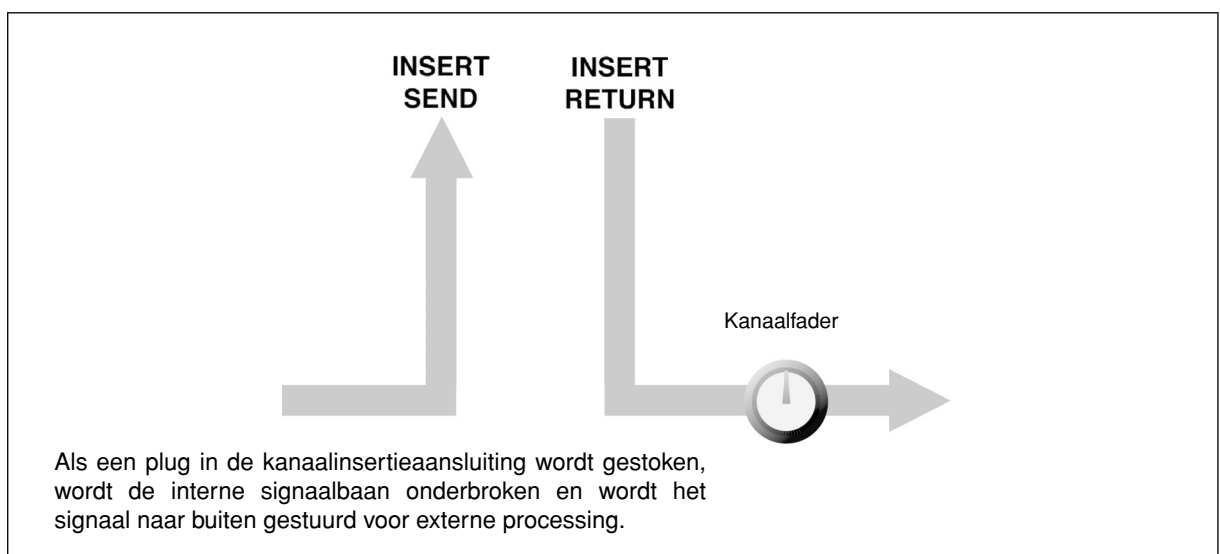 INSERT
SEND
INSERT
RETURN
Kanaalfader
Als een plug in de kanaalinsertieaansluiting wordt gestoken,
wordt de interne signaalbaan onderbroken en wordt het
signaal naar buiten gestuurd voor externe processing.